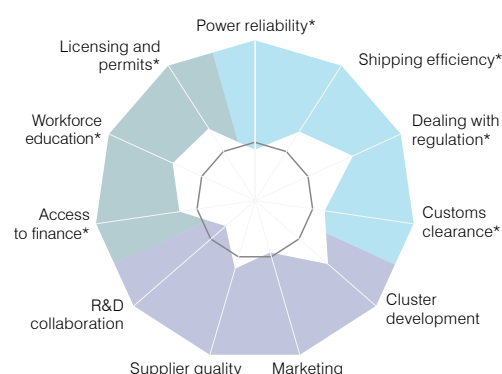 Power reliability*
Licensing and
permits*
Shipping efficiency*
Workforce
education*
Dealing with
regulation*
Access
to finance*
Customs
clearance*
R&D
collaboration
Cluster
development
Supplier quality
Marketing